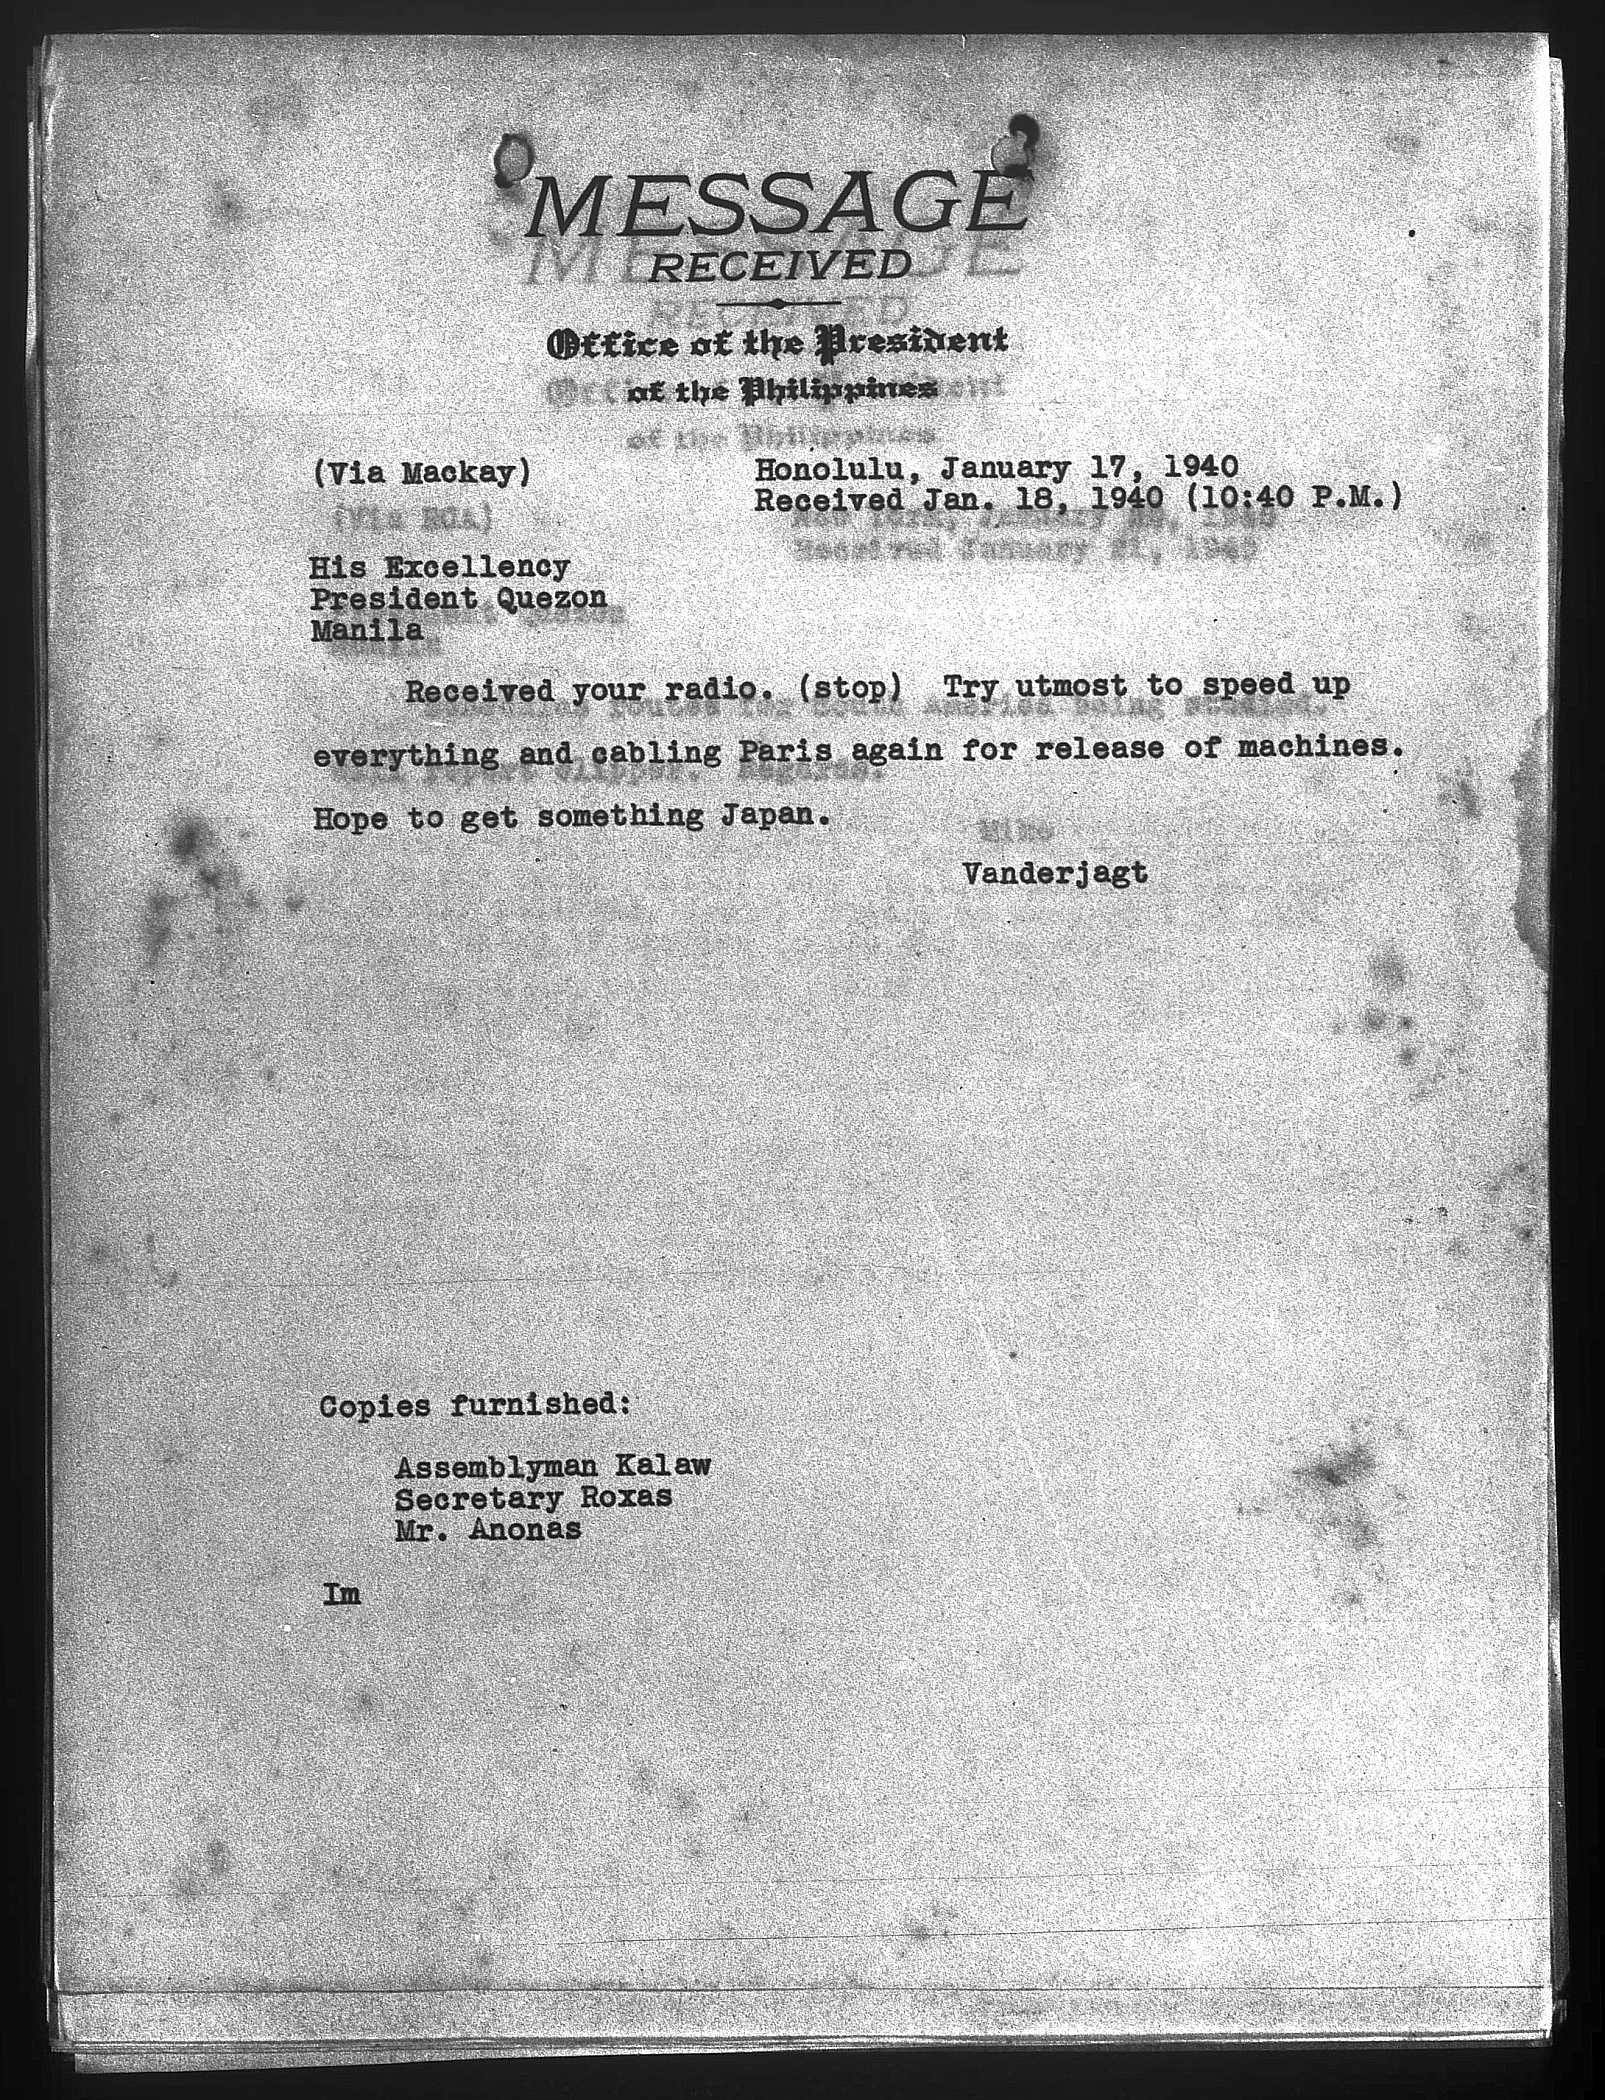 MESSAGE
RECEIVED
Office of the President
of the Philippines
(Via Mackay)
Honolulu, January 17, 1940
Received Jan. 18, 1940 (10:40 P.M.)
His Excellency
President Quezon
Manila
Received your radio. (stop) Try utmost to speed up
everything and cabling Paris again for release of machines.
Hope to get something Japan.
Vanderjagt
Copies furnished:
Assemblyman Kalaw
Secretary Roxas
Mr. Anonas
Im